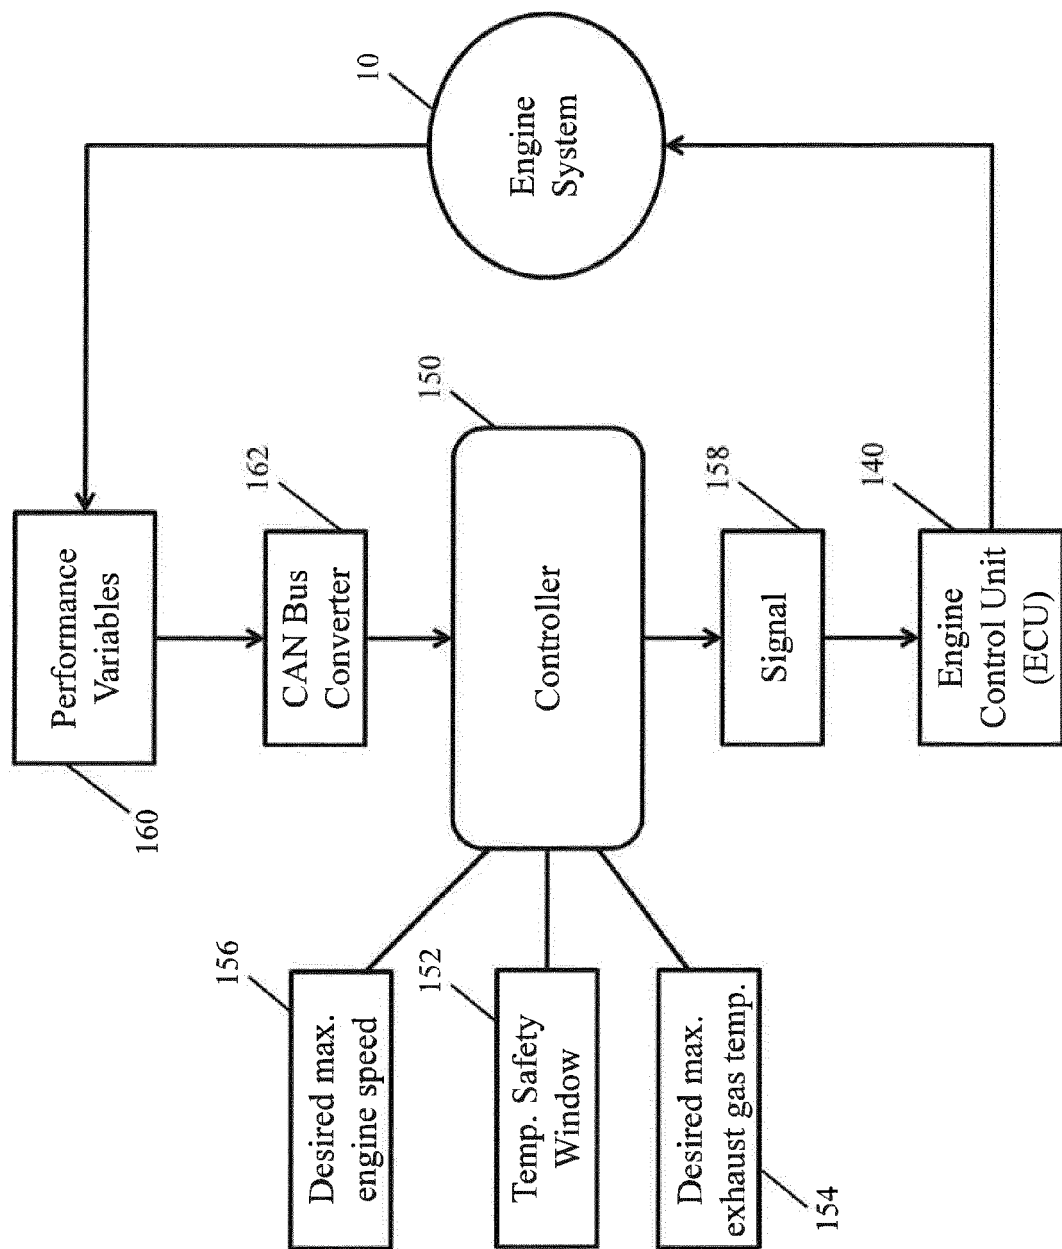 156
Desired max.
engine speed
152
Temp. Safety
Window
Desired max.
exhaust gas temp.
154
160
Performance
Variables
162
CAN Bus
Converter
150
Controller
158
Signal
140
Engine
Control Unit
(ECU)
10
Engine
System